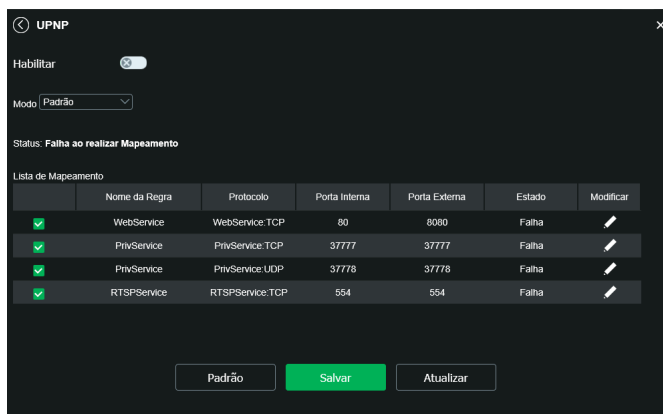 UPNP
Habilitar
Modo Padrão
Status: Falha ao realizar Mapeamento
Lista de Mapeamento
Nome da Regra Protocolo Porta Interna Porta Externa Estado Modificar
WebService WebService:TCP 80 8080 Falha
PrivService PrivService:TCP 37777 37777 Falha
PrivService PrivService:UDP 37778 37778 Falha
RTSPService RTSPService:TCP 554 554 Falha
Padrão Salvar Atualizar